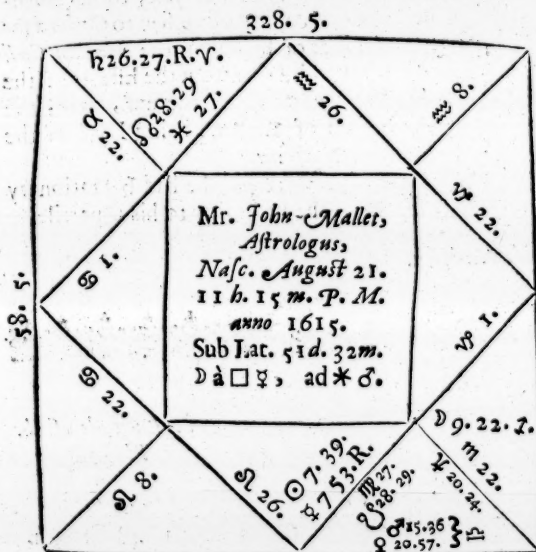 328. 5.
♄26.27.R.♈.
♉ 22.
☊28.29
♓ 27.
♒ 26.
♒ 8.
♑ 22.
♋ 1.
58. 5.
Mr. John-Mallet,
Aſtrologus,
Naſc. Auguſt 21.
11 h. 15 m. P. M.
anno 1615.
Sub Lat. 51d. 32m.
☽ à □ ☿, ad ✶ ♂.
♑ 1.
♋ 22.
♌ 8.
♌ 26.
☉ 7. 39.
☿ 7 53. R.
♍ 27.
☋ 28. 29.
♂15.36
♀ 20.57. } ♎
☽ 9. 22. ♐.
♏ 22.
♃ 20.24.